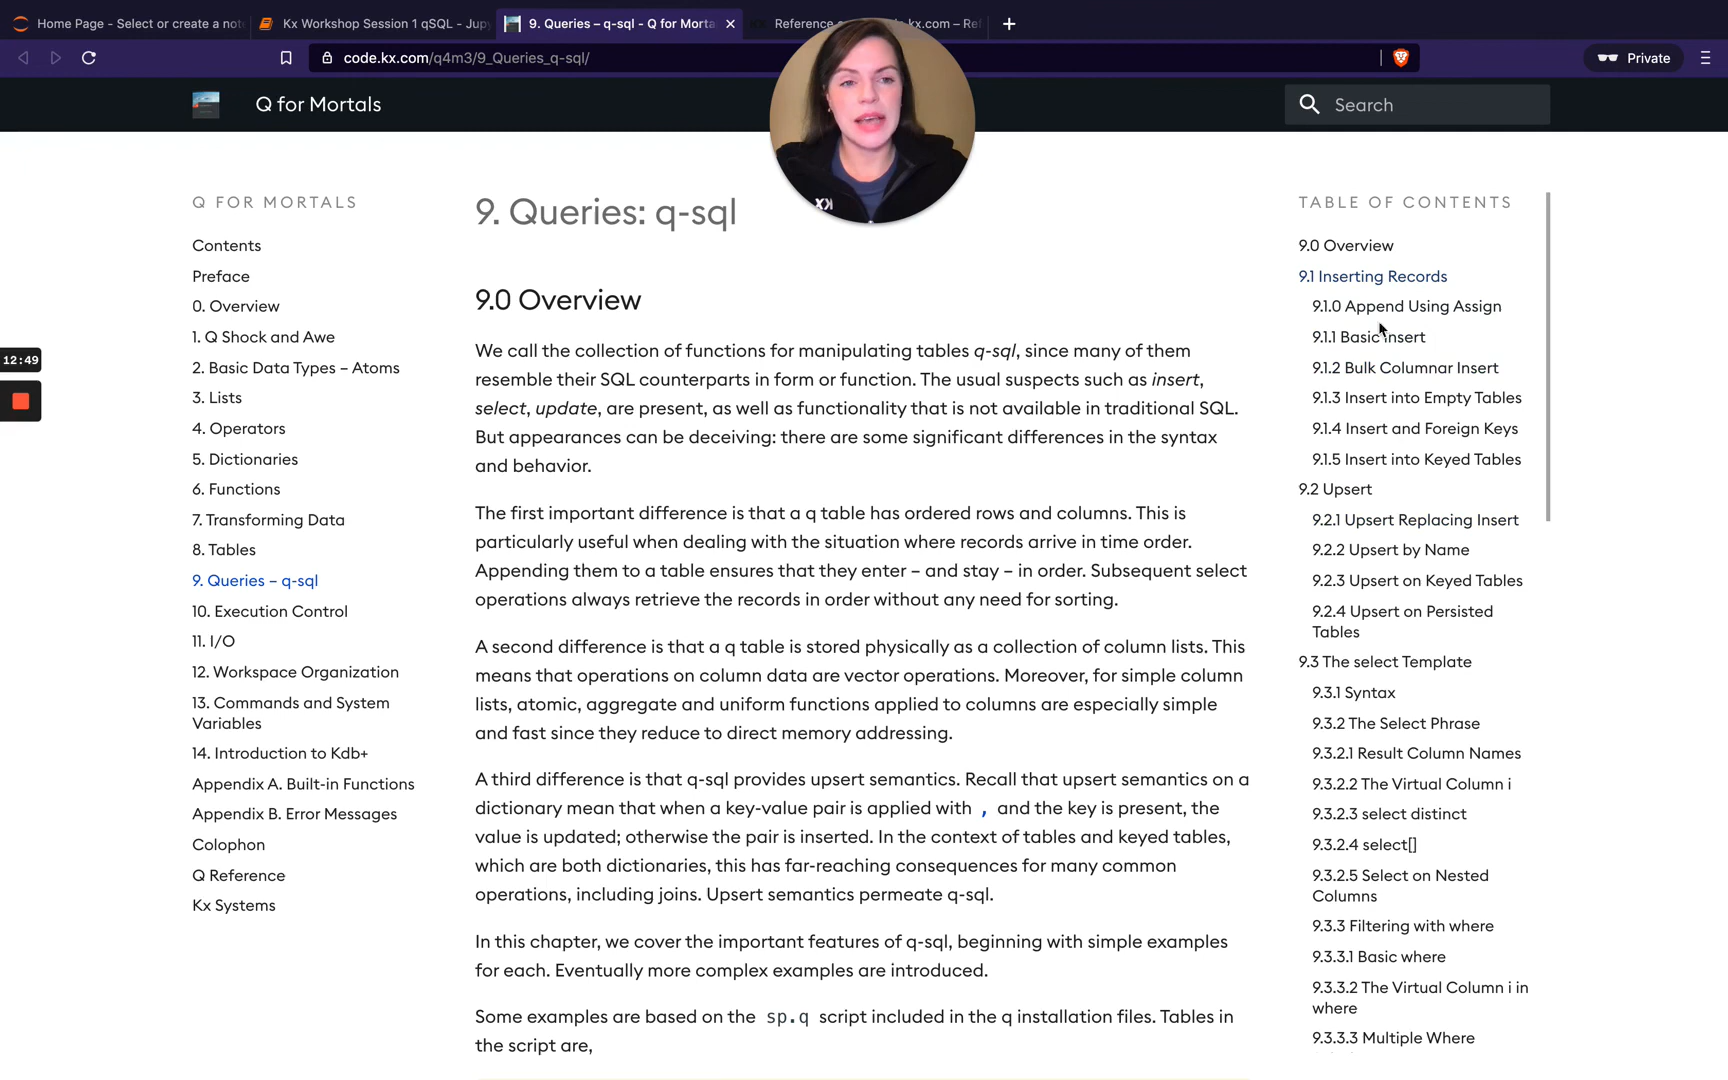 Home Page - Select or create a note
Kx Workshop Session 1 qSQL - Jupy
9. Queries – q-sql - Q for Morta
Reference
kx.com – Ref
code.kx.com/q4m3/9_Queries_q-sql/
Private
Q for Mortals
Search
KX
12:49
Q FOR MORTALS
Contents
Preface
0. Overview
1. Q Shock and Awe
2. Basic Data Types – Atoms
3. Lists
4. Operators
5. Dictionaries
6. Functions
7. Transforming Data
8. Tables
9. Queries – q-sql
10. Execution Control
11. I/O
12. Workspace Organization
13. Commands and System
Variables
14. Introduction to Kdb+
Appendix A. Built-in Functions
Appendix B. Error Messages
Colophon
Q Reference
Kx Systems
9. Queries: q-sql
9.0 Overview
We call the collection of functions for manipulating tables q-sql, since many of them
resemble their SQL counterparts in form or function. The usual suspects such as insert,
select, update, are present, as well as functionality that is not available in traditional SQL.
But appearances can be deceiving: there are some significant differences in the syntax
and behavior.
The first important difference is that a q table has ordered rows and columns. This is
particularly useful when dealing with the situation where records arrive in time order.
Appending them to a table ensures that they enter – and stay – in order. Subsequent select
operations always retrieve the records in order without any need for sorting.
A second difference is that a q table is stored physically as a collection of column lists. This
means that operations on column data are vector operations. Moreover, for simple column
lists, atomic, aggregate and uniform functions applied to columns are especially simple
and fast since they reduce to direct memory addressing.
A third difference is that q-sql provides upsert semantics. Recall that upsert semantics on a
dictionary mean that when a key-value pair is applied with , and the key is present, the
value is updated; otherwise the pair is inserted. In the context of tables and keyed tables,
which are both dictionaries, this has far-reaching consequences for many common
operations, including joins. Upsert semantics permeate q-sql.
In this chapter, we cover the important features of q-sql, beginning with simple examples
for each. Eventually more complex examples are introduced.
Some examples are based on the sp.q script included in the q installation files. Tables in
the script are,
TABLE OF CONTENTS
9.0 Overview
9.1 Inserting Records
9.1.0 Append Using Assign
9.1.1 Basic Insert
9.1.2 Bulk Columnar Insert
9.1.3 Insert into Empty Tables
9.1.4 Insert and Foreign Keys
9.1.5 Insert into Keyed Tables
9.2 Upsert
9.2.1 Upsert Replacing Insert
9.2.2 Upsert by Name
9.2.3 Upsert on Keyed Tables
9.2.4 Upsert on Persisted
Tables
9.3 The select Template
9.3.1 Syntax
9.3.2 The Select Phrase
9.3.2.1 Result Column Names
9.3.2.2 The Virtual Column i
9.3.2.3 select distinct
9.3.2.4 select[]
9.3.2.5 Select on Nested
Columns
9.3.3 Filtering with where
9.3.3.1 Basic where
9.3.3.2 The Virtual Column i in
where
9.3.3.3 Multiple Where